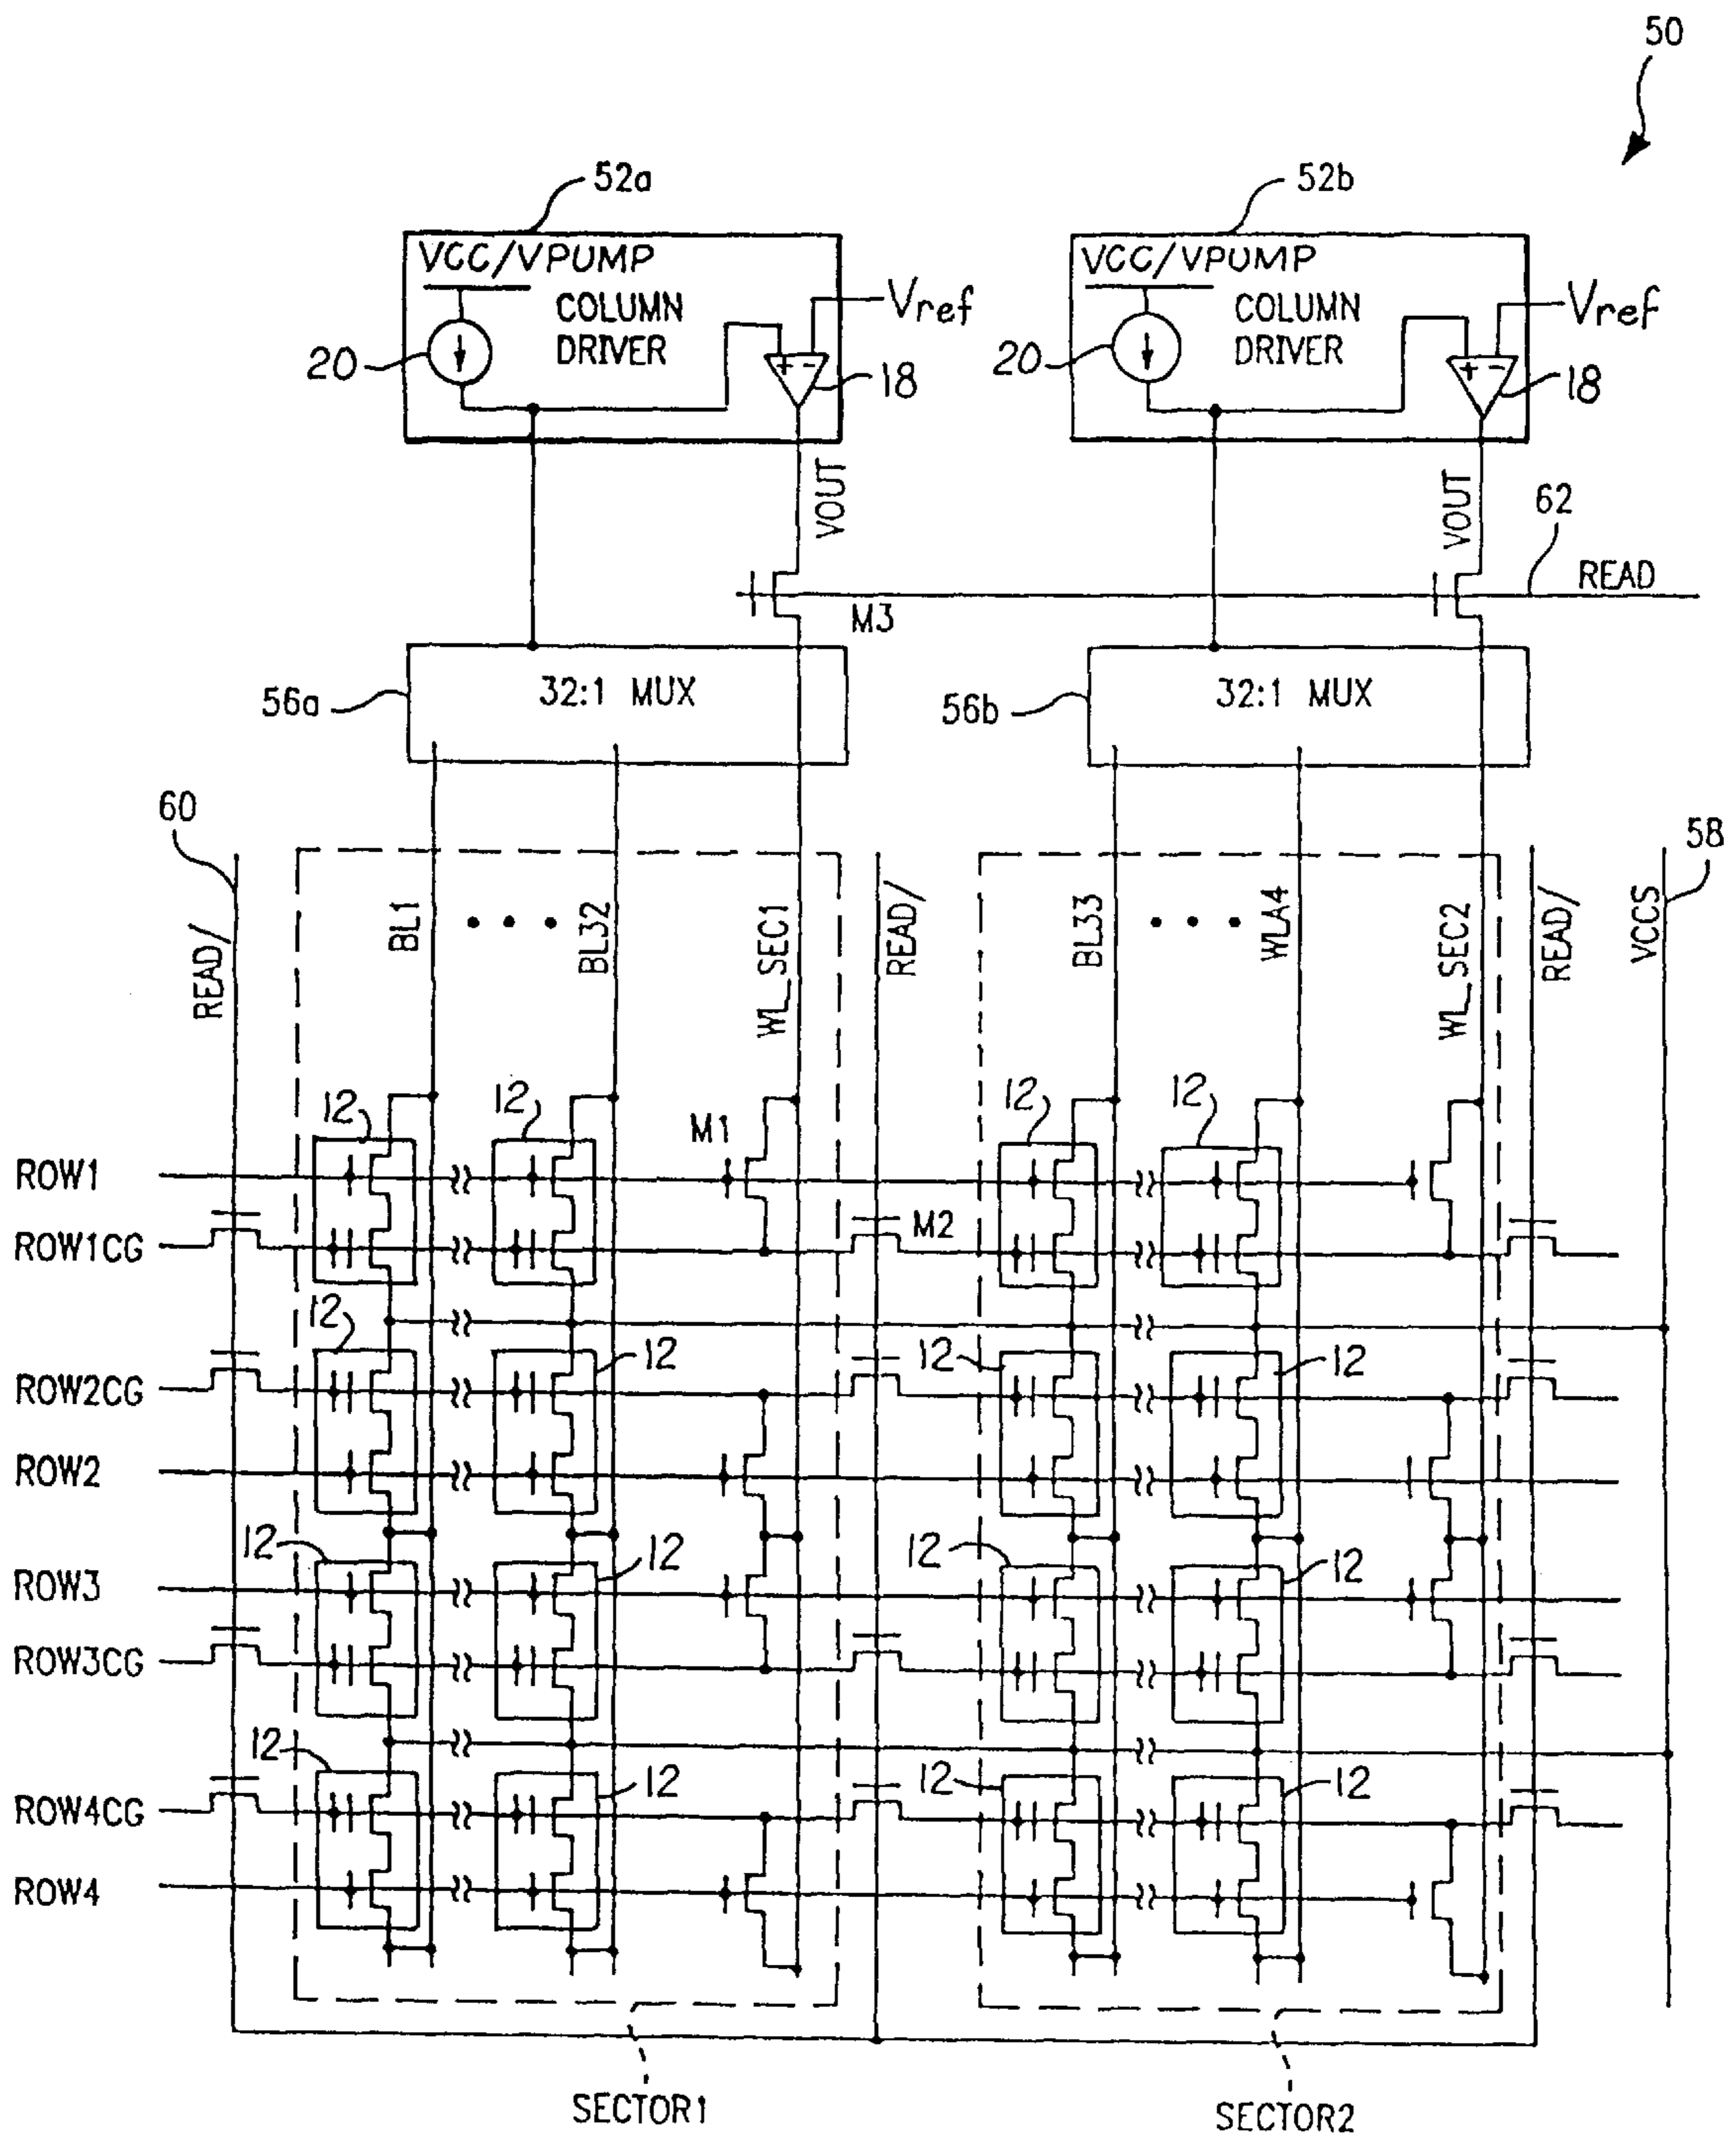 50
52a
52b
VCC/VPUMP
VCC/VPUMP
COLUMN
DRIVER
Vref
COLUMN
DRIVER
Vref
20
+ -
18
20
+ -
18
VOUT
VOUT
62
READ
M3
56a
32:1 MUX
56b
32:1 MUX
60
58
READ/
BL1
BL32
WL_SEC1
READ/
BL33
WLA4
WL_SEC2
READ/
VCCS
12
12
M1
12
12
ROW1
ROW1CG
M2
12
12
12
12
ROW2CG
ROW2
12
12
12
12
ROW3
ROW3CG
12
12
12
12
ROW4CG
ROW4
SECTOR1
SECTOR2